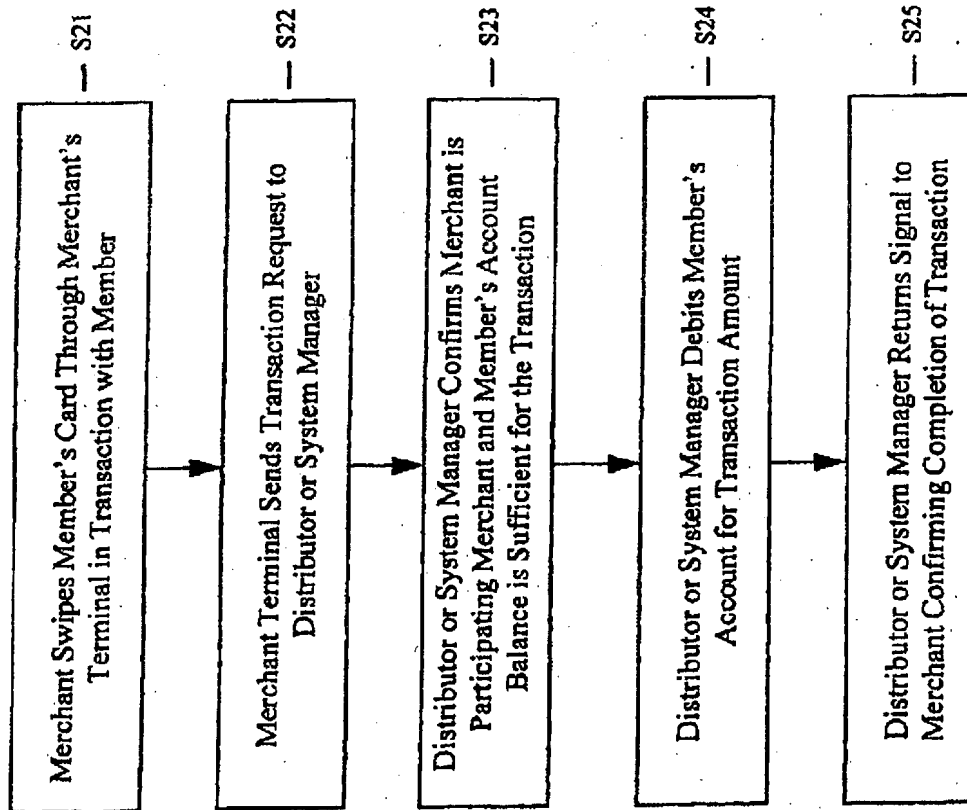 Merchant Swipes Member's Card Through Merchant's
Terminal in Transaction with Member
— S21
Merchant Terminal Sends Transaction Request to
Distributor or System Manager
— S22
Distributor or System Manager Confirms Merchant is
Participating Merchant and Member's Account
Balance is Sufficient for the Transaction
— S23
Distributor or System Manager Debits Member's
Account for Transaction Amount
— S24
Distributor or System Manager Returns Signal to
Merchant Confirming Completion of Transaction
— S25